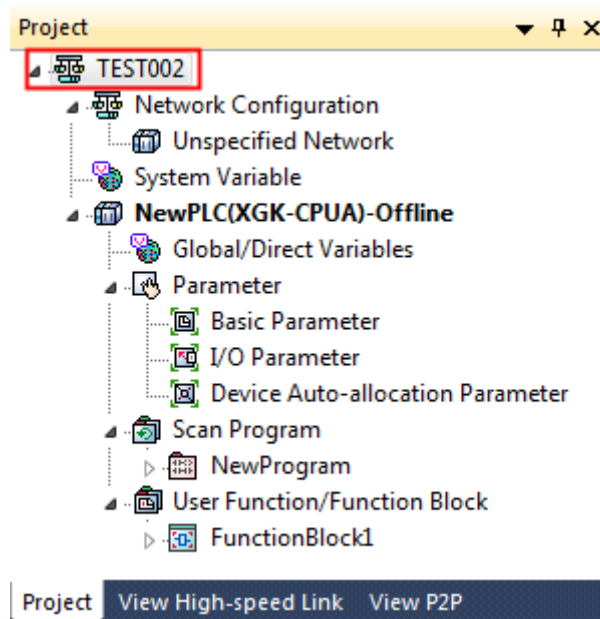 Project
TEST002
Network Configuration
Unspecified Network
System Variable
NewPLC(XGK-CPUA)-Offline
Global/Direct Variables
Parameter
Basic Parameter
I/O Parameter
Device Auto-allocation Parameter
Scan Program
NewProgram
User Function/Function Block
FunctionBlock1
Project View High-speed Link View P2P